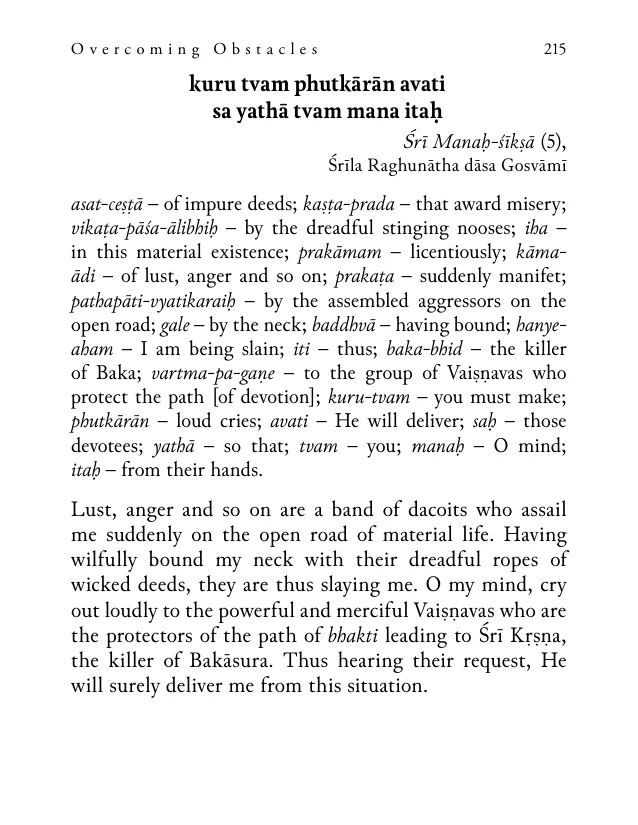 Overcoming Obstacles 215
kuru tvam phutkārān avati
sa yathā tvam mana itaḥ
Śrī Manaḥ-śīkṣā (5),
Śrīla Raghunātha dāsa Gosvāmī
asat-ceṣṭā – of impure deeds; kaṣṭa-prada – that award misery;
vikaṭa-pāśa-ālibhiḥ – by the dreadful stinging nooses; iha –
in this material existence; prakāmam – licentiously; kāma-
ādi – of lust, anger and so on; prakaṭa – suddenly manifet;
pathapāti-vyatikaraiḥ – by the assembled aggressors on the
open road; gale – by the neck; baddhvā – having bound; hanye-
aham – I am being slain; iti – thus; baka-bhid – the killer
of Baka; vartma-pa-gaṇe – to the group of Vaiṣṇavas who
protect the path [of devotion]; kuru-tvam – you must make;
phutkārān – loud cries; avati – He will deliver; saḥ – those
devotees; yathā – so that; tvam – you; manaḥ – O mind;
itaḥ – from their hands.
Lust, anger and so on are a band of dacoits who assail
me suddenly on the open road of material life. Having
wilfully bound my neck with their dreadful ropes of
wicked deeds, they are thus slaying me. O my mind, cry
out loudly to the powerful and merciful Vaiṣṇavas who are
the protectors of the path of bhakti leading to Śrī Kṛṣṇa,
the killer of Bakāsura. Thus hearing their request, He
will surely deliver me from this situation.